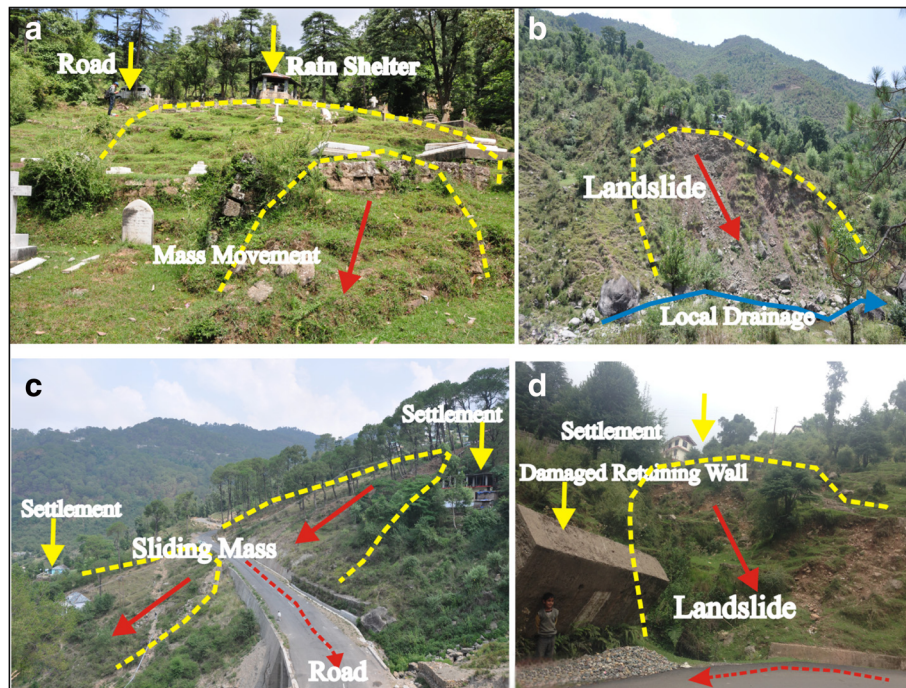 a
Road
Rain Shelter
Mass Movement
b
Landslide
Local Drainage
c
Settlement
Settlement
Sliding Mass
Road
d
Settlement
Damaged Retaining Wall
Landslide